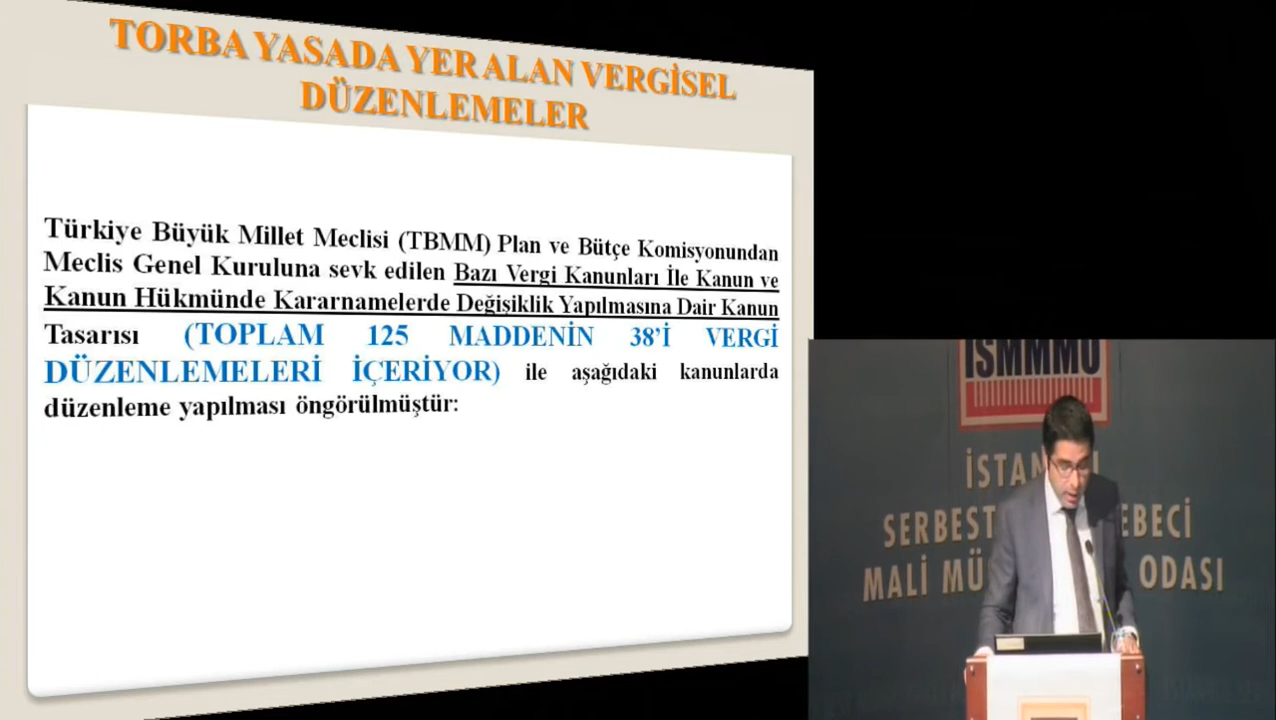 TORBA YASADA YER ALAN VERGİSEL
DÜZENLEMELER
Türkiye Büyük Millet Meclisi (TBMM) Plan ve Bütçe Komisyonundan
Meclis Genel Kuruluna sevk edilen Bazı Vergi Kanunları İle Kanun ve
Kanun Hükmünde Kararnamelerde Değişiklik Yapılmasına Dair Kanun
Tasarısı (TOPLAM 125 MADDENİN 38’İ VERGİ
DÜZENLEMELERİ İÇERİYOR) ile aşağıdaki kanunlarda
düzenleme yapılması öngörülmüştür:
İSMMMO
İSTAN L
SERBEST EBECİ
MALİ MÜ ODASI